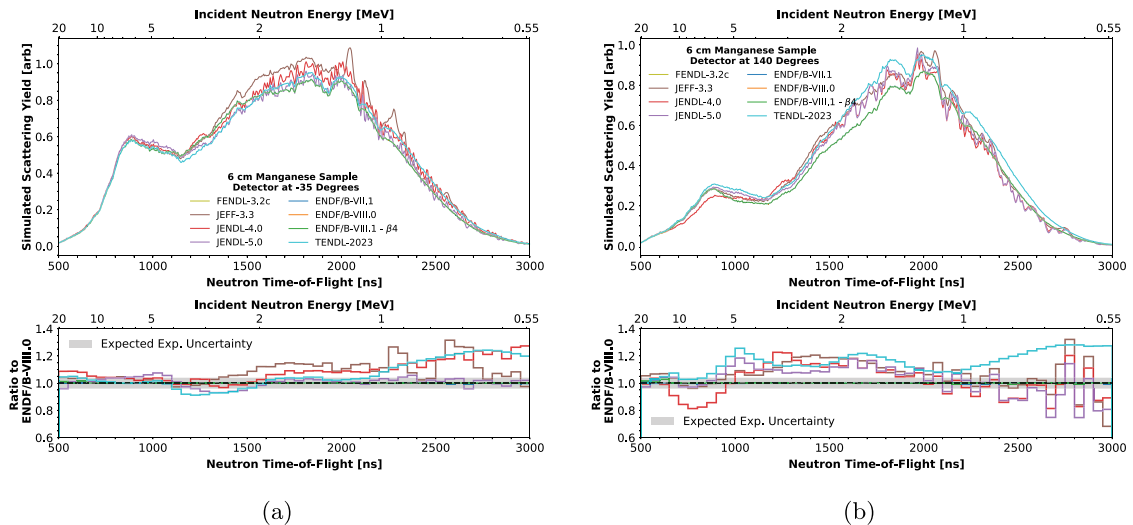 Incident Neutron Energy [MeV]
20 10 5 2 1 0.55
Simulated Scattering Yield [arb]
1.0
0.8
0.6
0.4
0.2
0.0
6 cm Manganese Sample
Detector at -35 Degrees
FENDL-3.2c ENDF/B-VII.1
JEFF-3.3 ENDF/B-VIII.0
JENDL-4.0 ENDF/B-VIII.1 - β4
JENDL-5.0 TENDL-2023
500 1000 1500 2000 2500 3000
Neutron Time-of-Flight [ns]
Incident Neutron Energy [MeV]
20 10 5 2 1 0.55
Ratio to
ENDF/B-VIII.0
1.4
1.2
1.0
0.8
0.6
Expected Exp. Uncertainty
500 1000 1500 2000 2500 3000
Neutron Time-of-Flight [ns]
(a)
Incident Neutron Energy [MeV]
20 10 5 2 1 0.55
Simulated Scattering Yield [arb]
1.0
0.8
0.6
0.4
0.2
0.0
6 cm Manganese Sample
Detector at 140 Degrees
FENDL-3.2c ENDF/B-VII.1
JEFF-3.3 ENDF/B-VIII.0
JENDL-4.0 ENDF/B-VIII.1 - β4
JENDL-5.0 TENDL-2023
500 1000 1500 2000 2500 3000
Neutron Time-of-Flight [ns]
Incident Neutron Energy [MeV]
20 10 5 2 1 0.55
Ratio to
ENDF/B-VIII.0
1.4
1.2
1.0
0.8
0.6
Expected Exp. Uncertainty
500 1000 1500 2000 2500 3000
Neutron Time-of-Flight [ns]
(b)